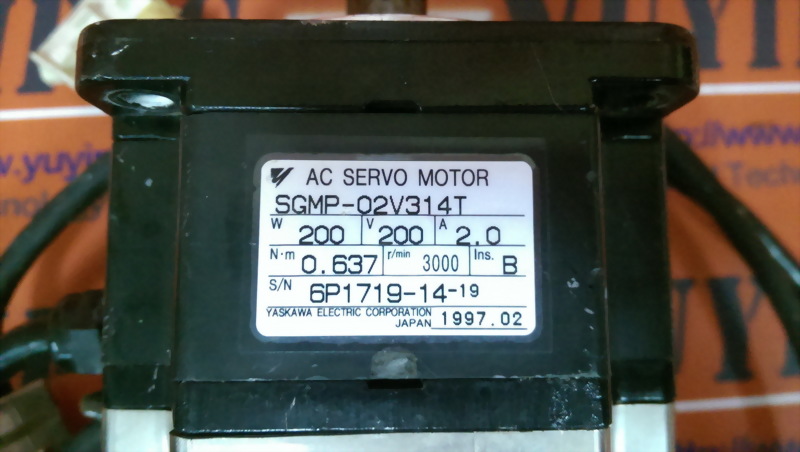 AC SERVO MOTOR
SGMP-02V314T
W 200 V 200 A 2.0
N·m 0.637 r/min 3000 Ins. B
S/N 6P1719-14-19
YASKAWA ELECTRIC CORPORATION
JAPAN 1997.02